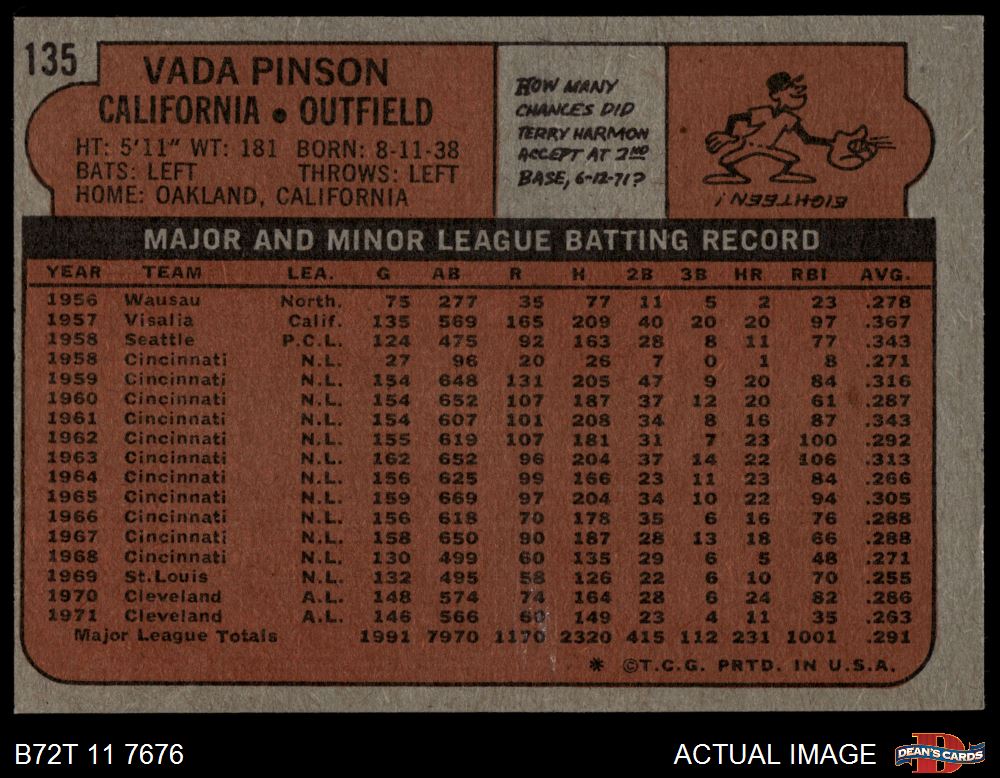 135
VADA PINSON
CALIFORNIA • OUTFIELD
HT: 5'11" WT: 181 BORN: 8-11-38
BATS: LEFT THROWS: LEFT
HOME: OAKLAND, CALIFORNIA
HOW MANY
CHANCES DID
TERRY HARMON
ACCEPT AT 2ND
BASE, 6-12-71?
EIGHTEEN!
MAJOR AND MINOR LEAGUE BATTING RECORD
YEAR TEAM LEA. G AB R H 2B 3B HR RBI AVG.
1956 Wausau North. 75 277 35 77 11 5 2 23 .278
1957 Visalia Calif. 135 569 165 209 40 20 20 97 .367
1958 Seattle P.C.L. 124 475 92 163 28 8 11 77 .343
1958 Cincinnati N.L. 27 96 20 26 7 0 1 8 .271
1959 Cincinnati N.L. 154 648 131 205 47 9 20 84 .316
1960 Cincinnati N.L. 154 652 107 187 37 12 20 61 .287
1961 Cincinnati N.L. 154 607 101 208 34 8 16 87 .343
1962 Cincinnati N.L. 155 619 107 181 31 7 23 100 .292
1963 Cincinnati N.L. 162 652 96 204 37 14 22 106 .313
1964 Cincinnati N.L. 156 625 99 166 23 11 23 84 .266
1965 Cincinnati N.L. 159 669 97 204 34 10 22 94 .305
1966 Cincinnati N.L. 156 618 70 178 35 6 16 76 .288
1967 Cincinnati N.L. 158 650 90 187 28 13 18 66 .288
1968 Cincinnati N.L. 130 499 60 135 29 6 5 48 .271
1969 St.Louis N.L. 132 495 58 126 22 6 10 70 .255
1970 Cleveland A.L. 148 574 74 164 28 6 24 82 .286
1971 Cleveland A.L. 146 566 60 149 23 4 11 35 .263
Major League Totals 1991 7970 1170 2320 415 112 231 1001 .291
* ©T.C.G. PRTD. IN U.S.A.
B72T 11 7676
ACTUAL IMAGE
DEAN'S CARDS